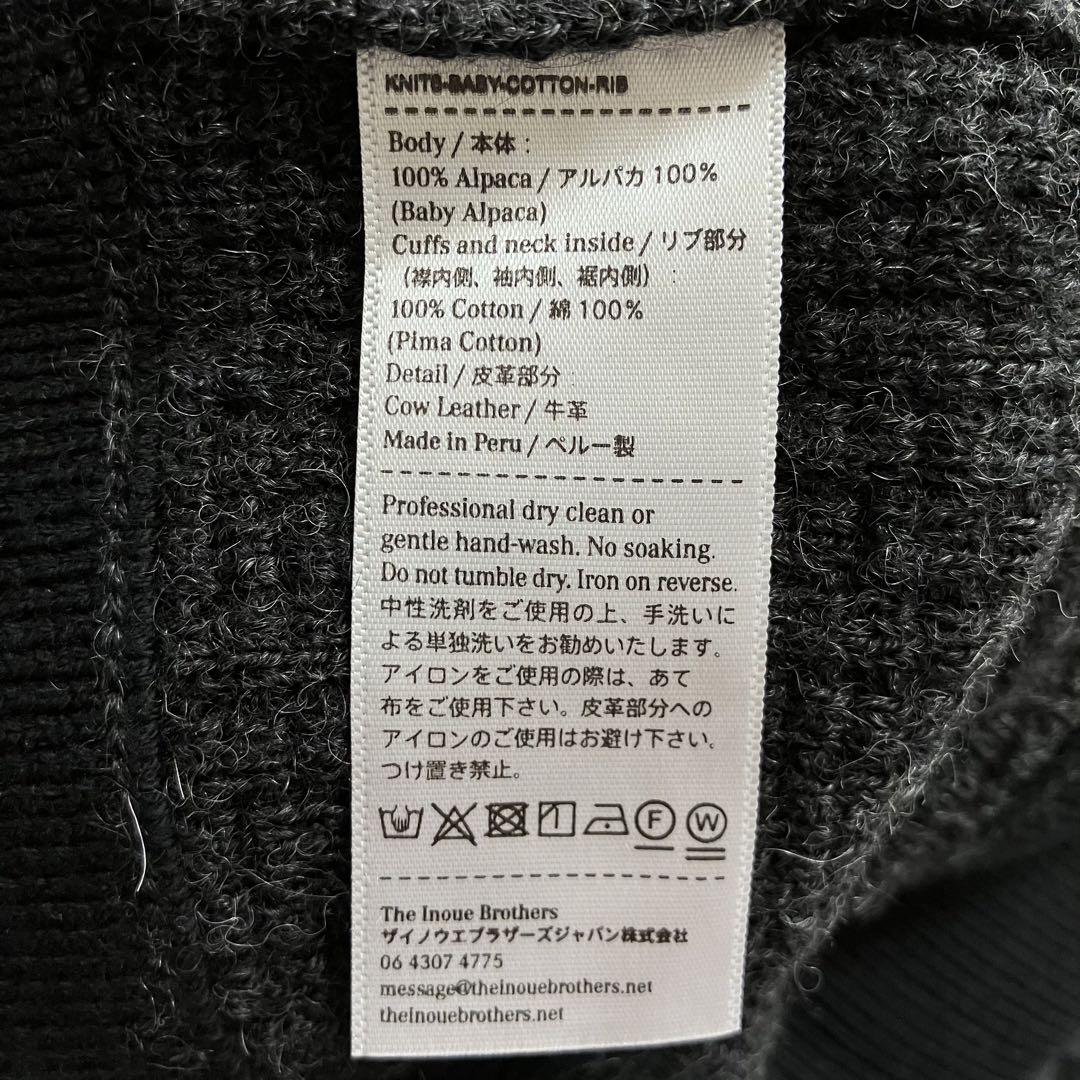 KNITS-BABY-COTTON-RIB
Body / 本体 :
100% Alpaca / アルパカ 100%
(Baby Alpaca)
Cuffs and neck inside / リブ部分
(襟内側、袖内側、裾内側) :
100% Cotton / 綿 100%
(Pima Cotton)
Detail / 皮革部分 :
Cow Leather / 牛革
Made in Peru / ペルー製
Professional dry clean or
gentle hand-wash. No soaking.
Do not tumble dry. Iron on reverse.
中性洗剤をご使用の上、手洗いに
よる単独洗いをお勧めいたします。
アイロンをご使用の際は、あて
布をご使用下さい。皮革部分への
アイロンのご使用はお避け下さい。
つけ置き禁止。
F W
The Inoue Brothers
ザイノウエブラザーズジャパン株式会社
06 4307 4775
message@theinouebrothers.net
theinouebrothers.net